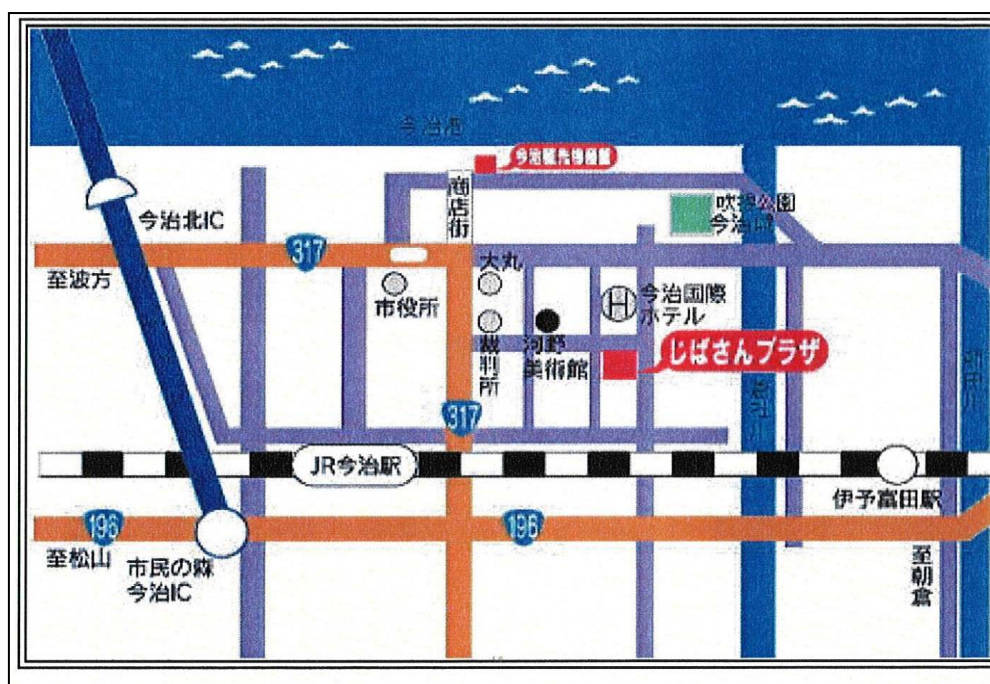 今治港
商店街
今治北IC
317
吹揚公園
至波方
大丸
市役所
今治国際
ホテル
裁判所
河野
美術館
じばさんプラザ
317
JR今治駅
伊予富田駅
196
196
至松山
市民の森
今治IC
至朝倉